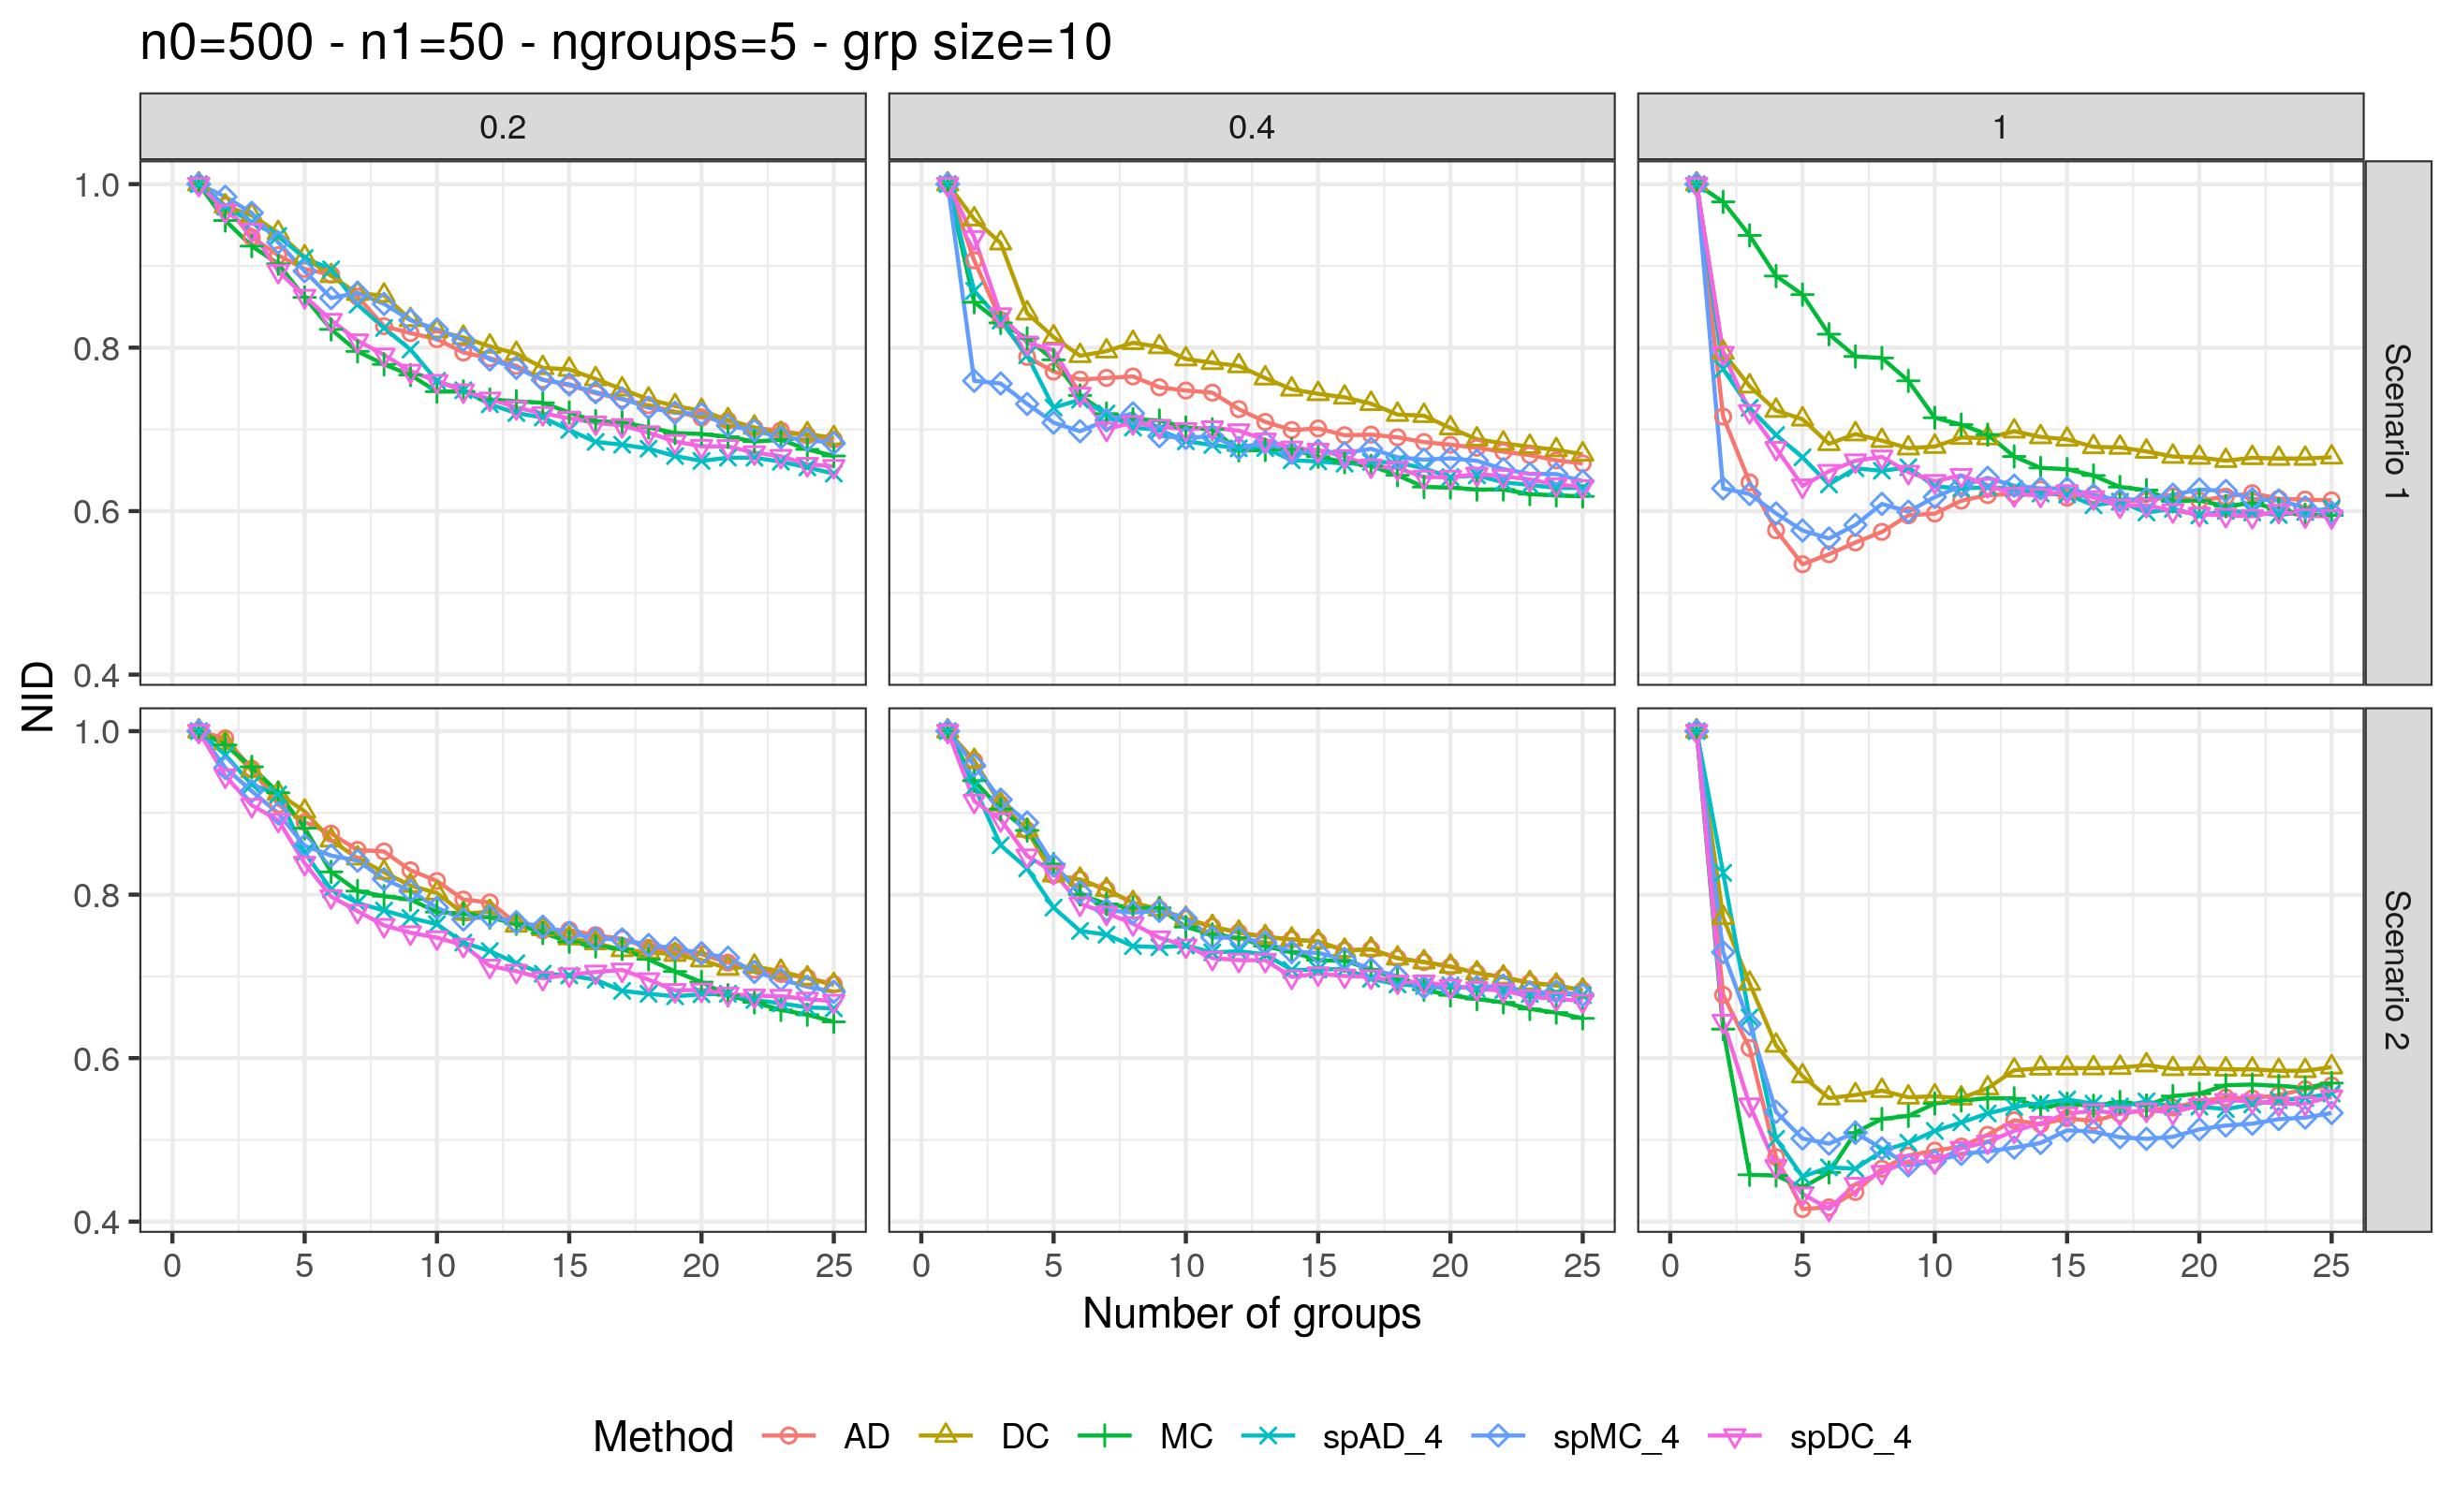 n0=500 - n1=50 - ngroups=5 - grp size=10
0.2 0.4 1
1.0
0.8
0.6
0.4
Scenario 1
NID
1.0
0.8
0.6
0.4
Scenario 2
0 5 10 15 20 25 0 5 10 15 20 25 0 5 10 15 20 25
Number of groups
Method AD DC MC spAD_4 spMC_4 spDC_4